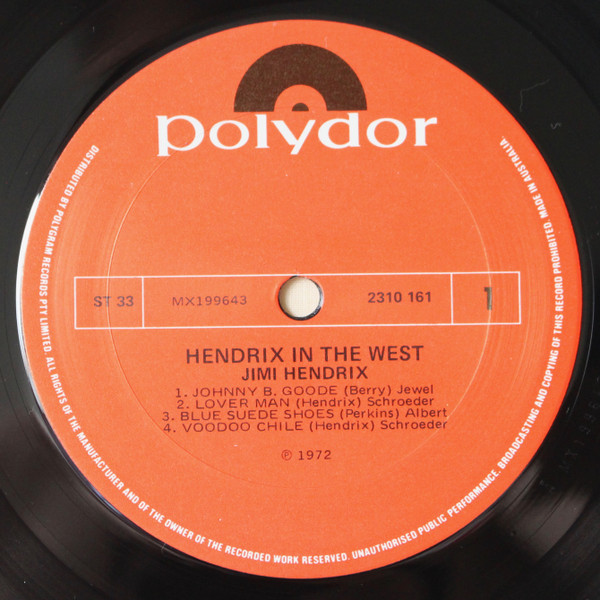 polydor
ST 33
MX199643
2310 161
1
HENDRIX IN THE WEST
JIMI HENDRIX
1. JOHNNY B. GOODE (Berry) Jewel
2. LOVER MAN (Hendrix) Schroeder
3. BLUE SUEDE SHOES (Perkins) Albert
4. VOODOO CHILE (Hendrix) Schroeder
℗ 1972
DISTRIBUTED BY POLYGRAM RECORDS PTY LIMITED. ALL RIGHTS OF THE MANUFACTURER AND OF THE OWNER OF THE RECORDED WORK RESERVED. UNAUTHORISED PUBLIC PERFORMANCE, BROADCASTING AND COPYING OF THIS RECORD PROHIBITED. MADE IN AUSTRALIA.